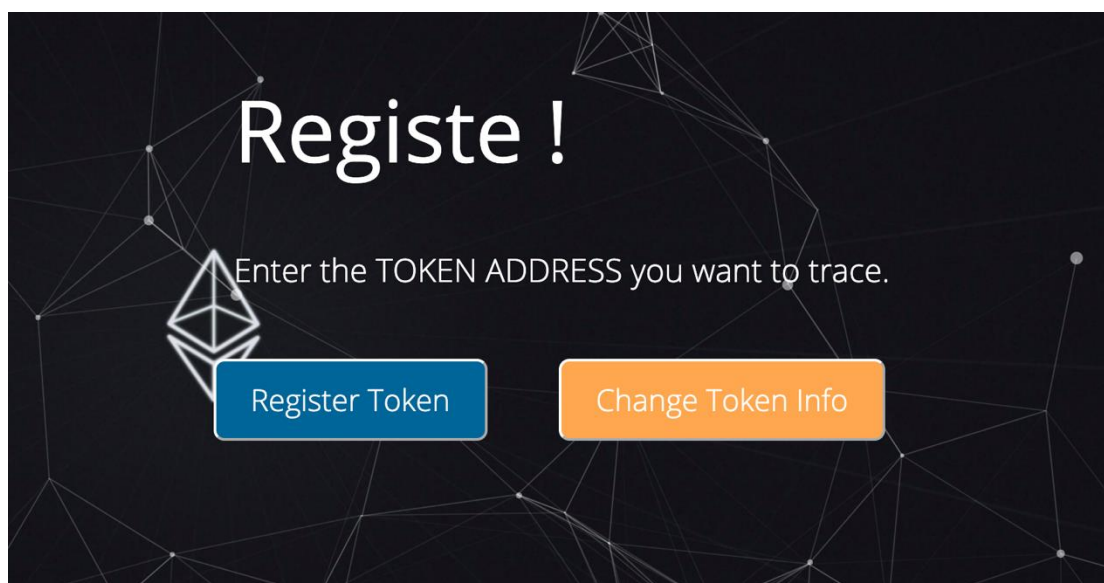 Registe !
Enter the TOKEN ADDRESS you want to trace.
Register Token
Change Token Info